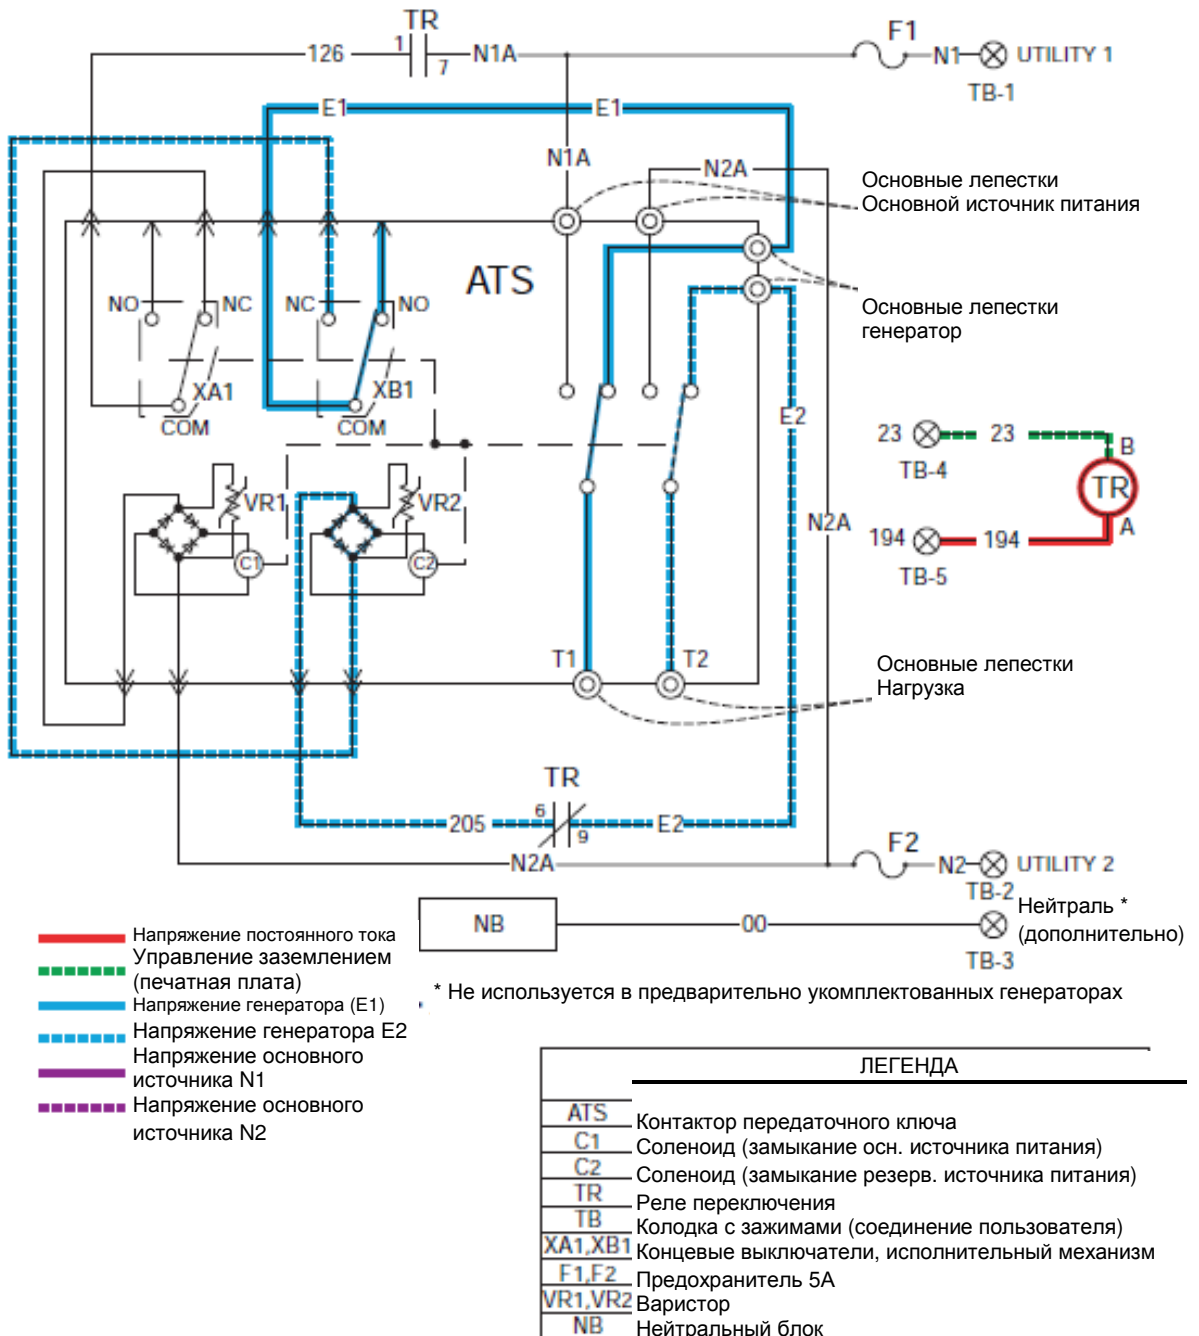 TR
F1
126
1
7
N1A
N1
UTILITY 1
TB-1
E1
E1
N1A
N2A
Основные лепестки
Основной источник питания
ATS
NO
NC
NC
NO
Основные лепестки
генератор
XA1
XB1
COM
COM
E2
23
23
B
TB-4
TR
VR1
VR2
N2A
194
194
A
TB-5
C1
C2
T1
T2
Основные лепестки
Нагрузка
TR
6
9
205
E2
F2
N2A
N2
UTILITY 2
TB-2
Нейтраль *
(дополнительно)
NB
00
TB-3
Напряжение постоянного тока
Управление заземлением
(печатная плата)
Напряжение генератора (E1)
Напряжение генератора E2
Напряжение основного
источника N1
Напряжение основного
источника N2
* Не используется в предварительно укомплектованных генераторах
ЛЕГЕНДА
ATS Контактор передаточного ключа
C1 Соленоид (замыкание осн. источника питания)
C2 Соленоид (замыкание резерв. источника питания)
TR Реле переключения
TB Колодка с зажимами (соединение пользователя)
XA1,XB1 Концевые выключатели, исполнительный механизм
F1,F2 Предохранитель 5А
VR1,VR2 Варистор
NB Нейтральный блок